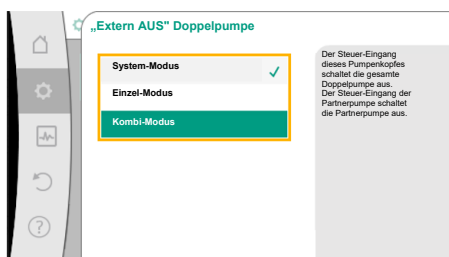 „Extern AUS" Doppelpumpe
System-Modus
Einzel-Modus
Kombi-Modus
Der Steuer-Eingang
dieses Pumpenkopfes
schaltet die gesamte
Doppelpumpe aus.
Der Steuer-Eingang der
Partnerpumpe schaltet
die Partnerpumpe aus.
?